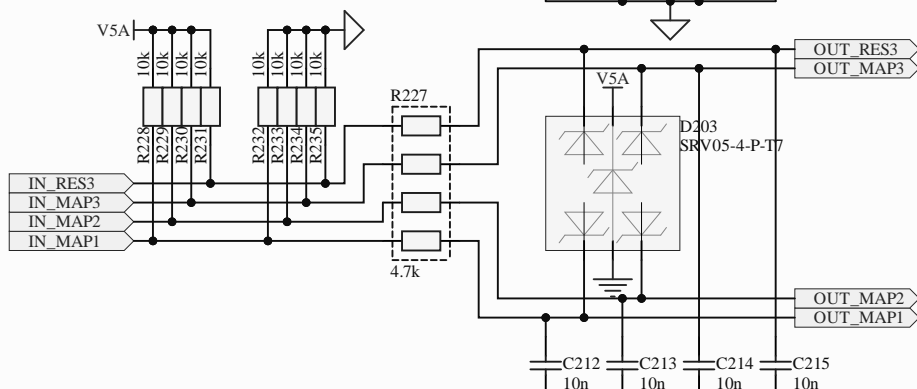 V5A
10k
10k
10k
10k
10k
10k
10k
10k
R228
R229
R230
R231
R232
R233
R234
R235
R227
4.7k
IN_RES3
IN_MAP3
IN_MAP2
IN_MAP1
V5A
D203
SRV05-4-P-T7
OUT_RES3
OUT_MAP3
OUT_MAP2
OUT_MAP1
C212
10n
C213
10n
C214
10n
C215
10n